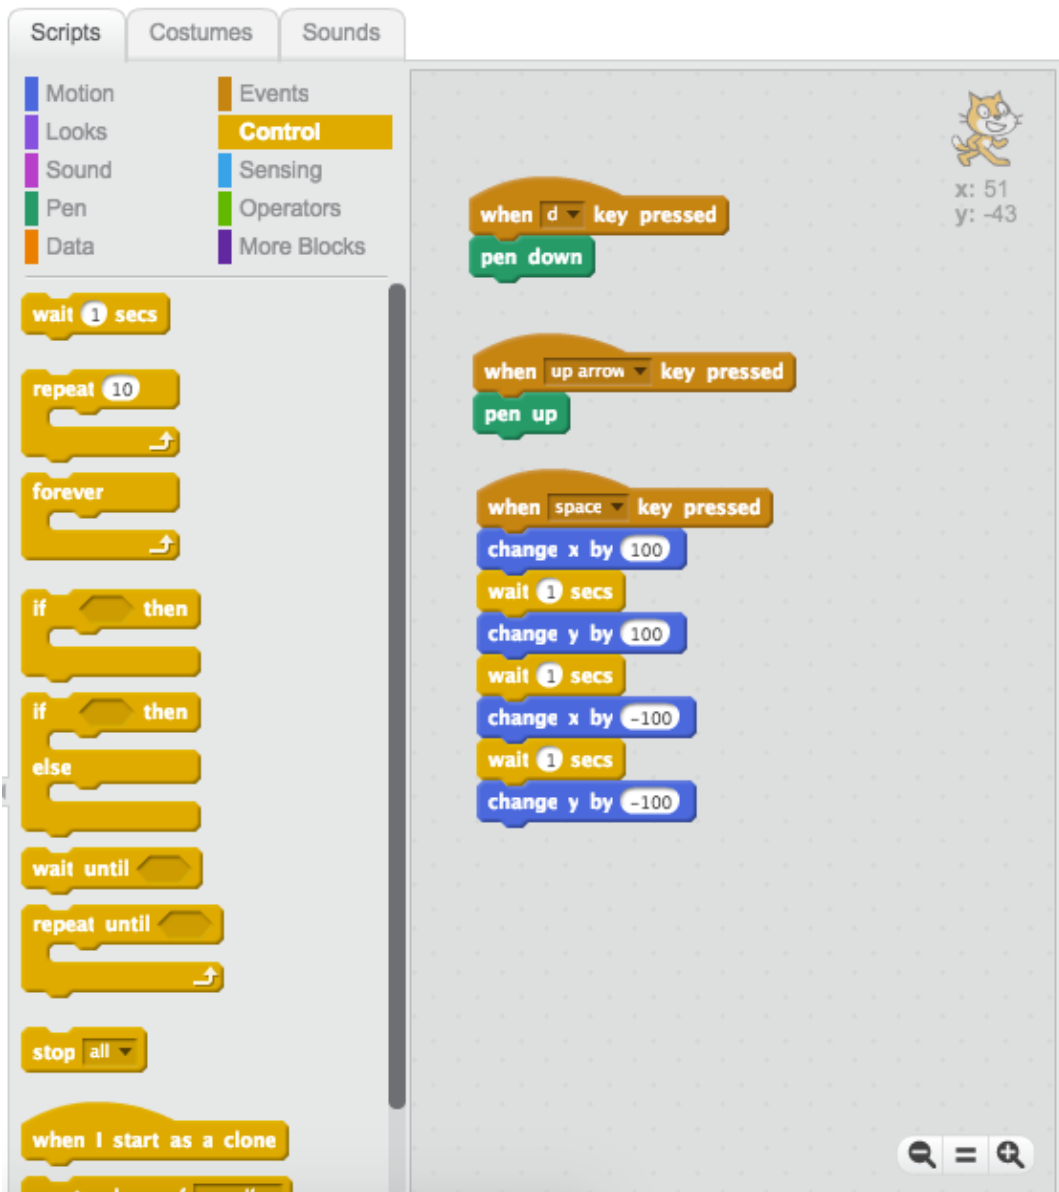 Scripts Costumes Sounds
Motion Events
Looks Control
Sound Sensing
Pen Operators
Data More Blocks
wait 1 secs
repeat 10
forever
if then
if then
else
wait until
repeat until
stop all
when I start as a clone
x: 51
y: -43
when d key pressed
pen down
when up arrow key pressed
pen up
when space key pressed
change x by 100
wait 1 secs
change y by 100
wait 1 secs
change x by -100
wait 1 secs
change y by -100